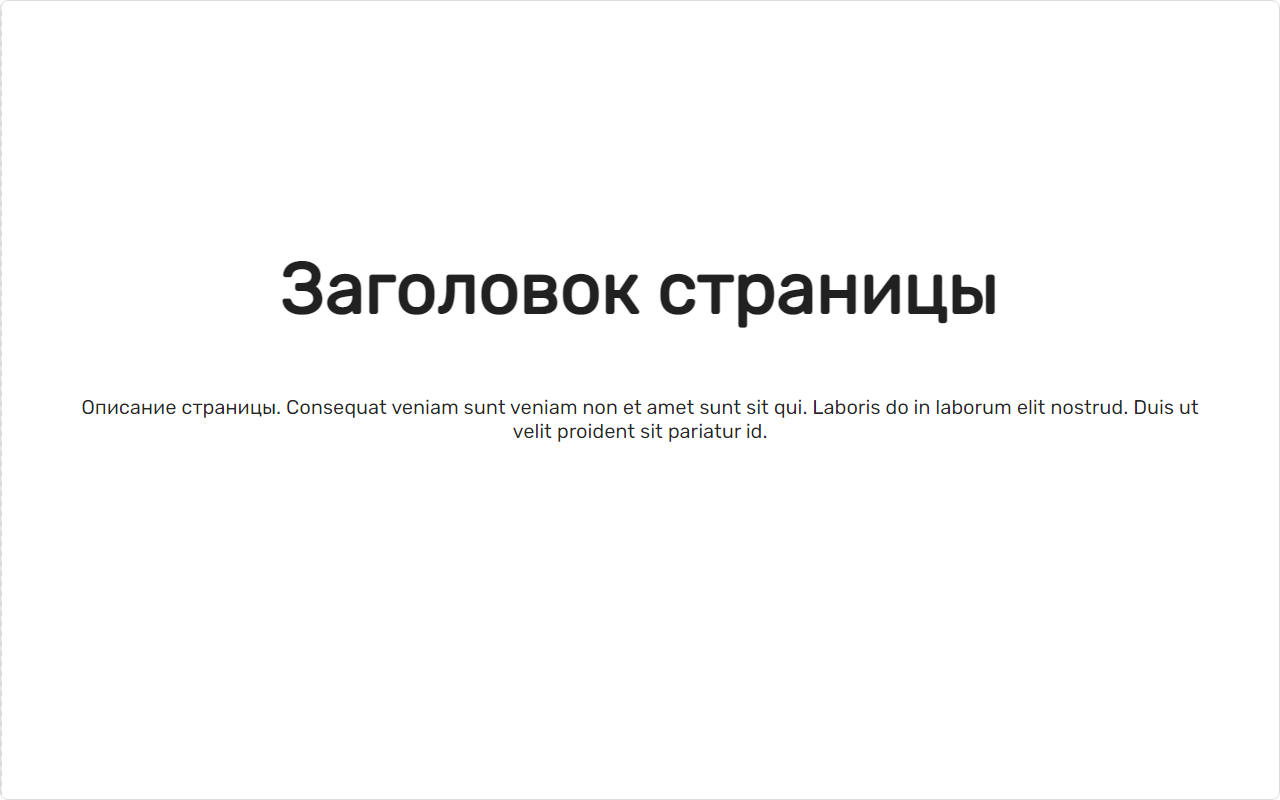 Заголовок страницы
Описание страницы. Consequat veniam sunt veniam non et amet sunt sit qui. Laboris do in laborum elit nostrud. Duis ut
velit proident sit pariatur id.